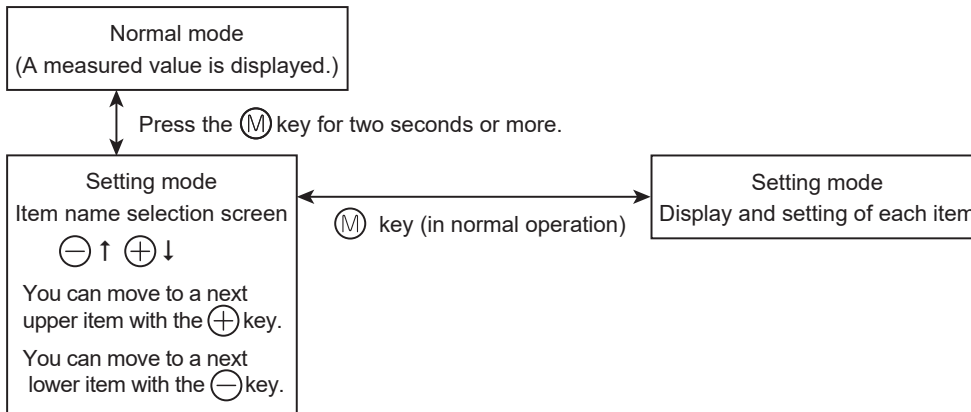 Normal mode
(A measured value is displayed.)
Press the Ⓜ key for two seconds or more.
Setting mode
Item name selection screen
⊖↑ ⊕↓
You can move to a next
upper item with the ⊕ key.
You can move to a next
lower item with the ⊖ key.
Ⓜ key (in normal operation)
Setting mode
Display and setting of each item